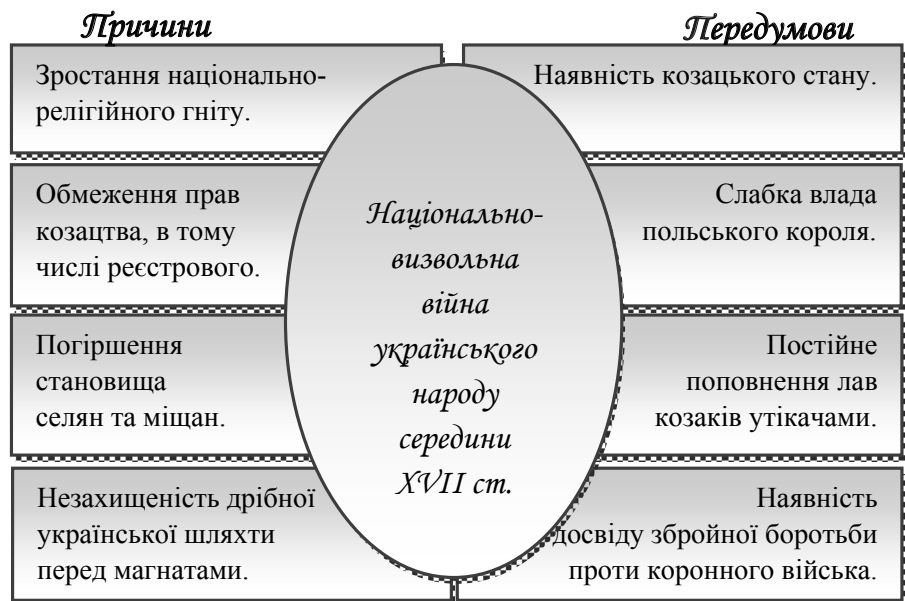 Причини
Передумови
Зростання національно-
релігійного гніту.
Обмеження прав
козацтва, в тому
числі реєстрового.
Погіршення
становища
селян та міщан.
Незахищеність дрібної
української шляхти
перед магнатами.
Національно-
визвольна
війна
українського
народу
середини
XVII ст.
Наявність козацького стану.
Слабка влада
польського короля.
Постійне
поповнення лав
козаків утікачами.
Наявність
досвіду збройної боротьби
проти коронного війська.